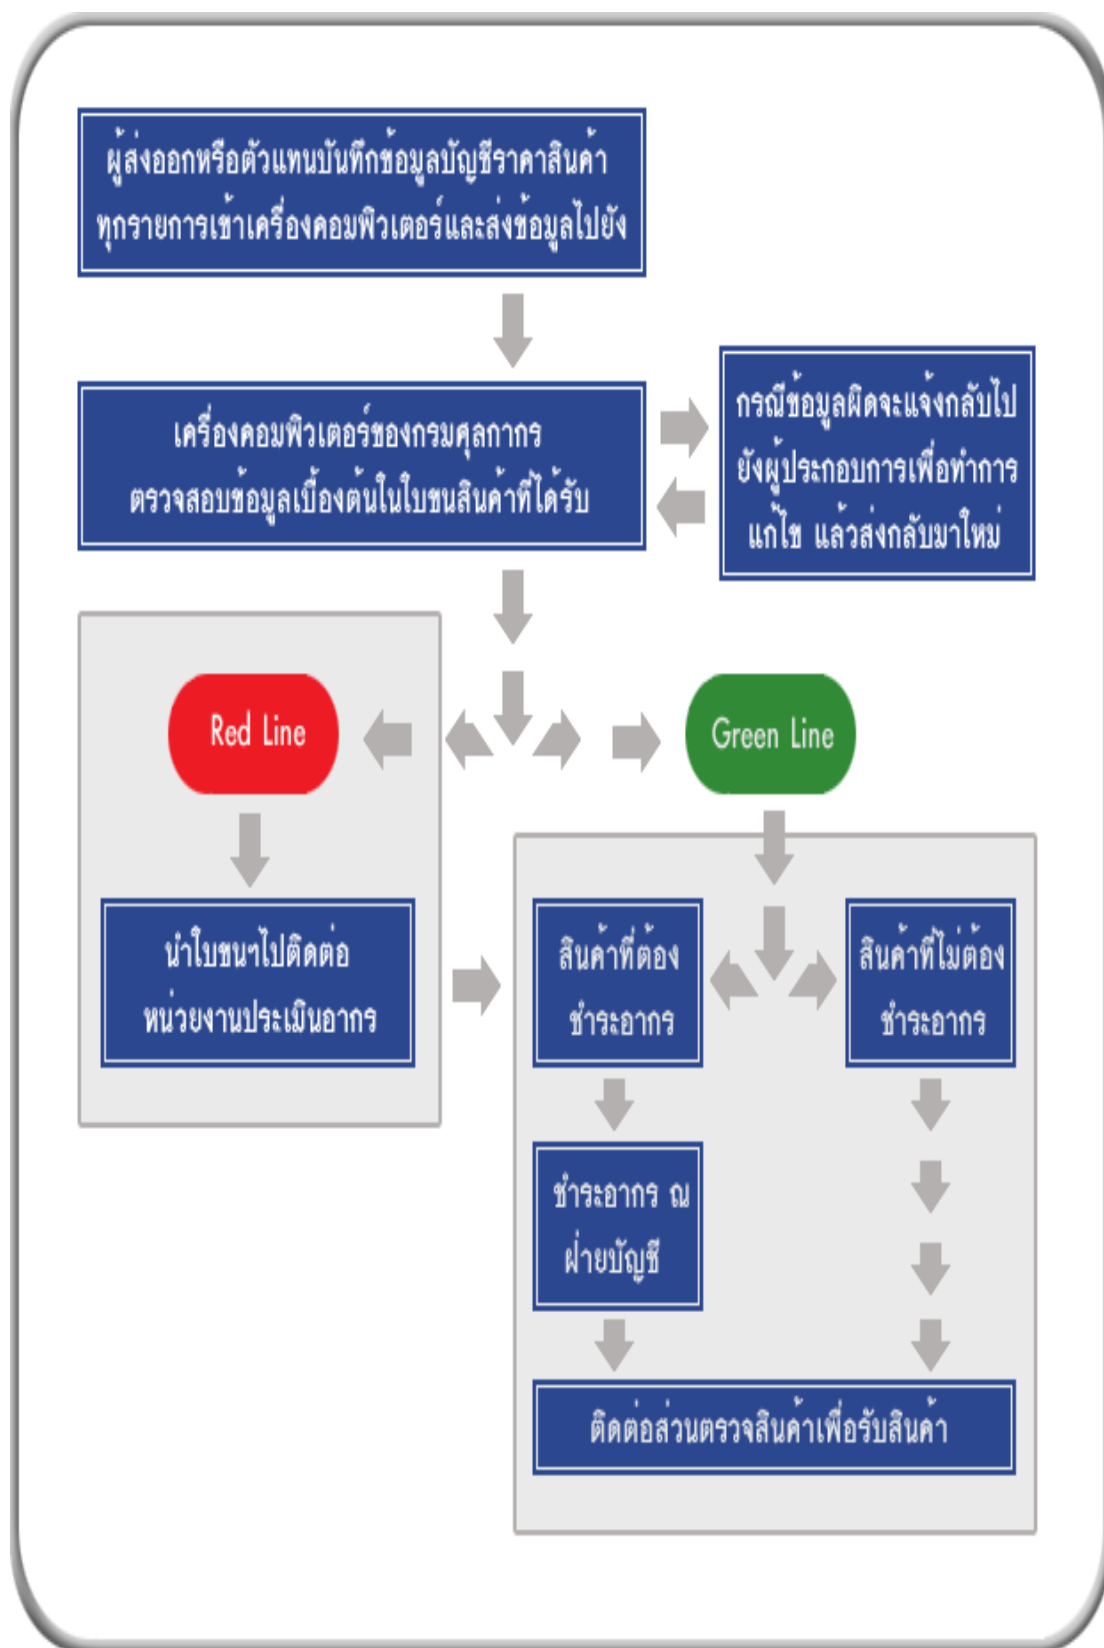 ผู้ส่งออกหรือตัวแทนบันทึกข้อมูลบัญชีราคาสินค้า
ทุกรายการเข้าเครื่องคอมพิวเตอร์และส่งข้อมูลไปยัง
เครื่องคอมพิวเตอร์ของกรมศุลกากร
ตรวจสอบข้อมูลเบื้องต้นในใบขนสินค้าที่ได้รับ
กรณีข้อมูลผิดจะแจ้งกลับไป
ยังผู้ประกอบการเพื่อทำการ
แก้ไข แล้วส่งกลับมาใหม่
Red Line
Green Line
นำใบขนฯไปติดต่อ
หน่วยงานประเมินอากร
สินค้าที่ต้อง
ชำระอากร
สินค้าที่ไม่ต้อง
ชำระอากร
ชำระอากร ณ
ฝ่ายบัญชี
ติดต่อส่วนตรวจสินค้าเพื่อรับสินค้า